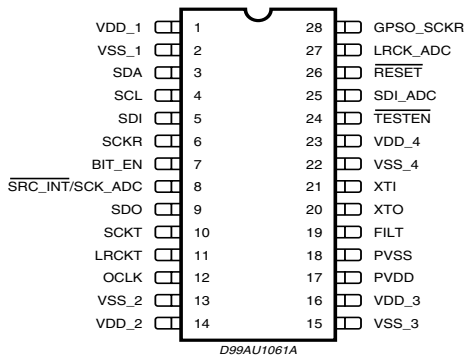 VDD_1 1 28 GPSO_SCKR
VSS_1 2 27 LRCK_ADC
SDA 3 26 RESET
SCL 4 25 SDI_ADC
SDI 5 24 TESTEN
SCKR 6 23 VDD_4
BIT_EN 7 22 VSS_4
SRC_INT/SCK_ADC 8 21 XTI
SDO 9 20 XTO
SCKT 10 19 FILT
LRCKT 11 18 PVSS
OCLK 12 17 PVDD
VSS_2 13 16 VDD_3
VDD_2 14 15 VSS_3
D99AU1061A